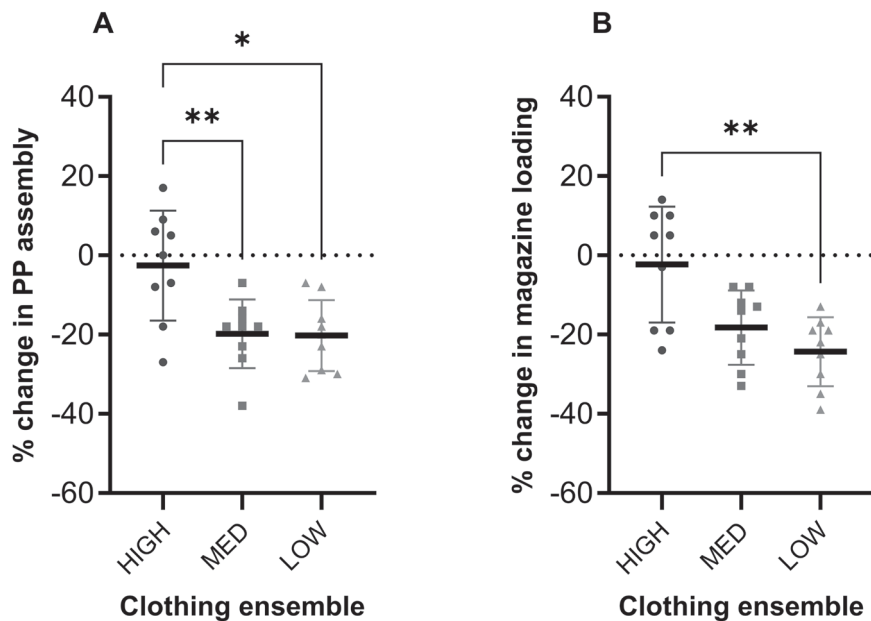 A
*
**
% change in PP assembly
40
20
0
-20
-40
-60
HIGH
MED
LOW
Clothing ensemble
B
**
% change in magazine loading
40
20
0
-20
-40
-60
HIGH
MED
LOW
Clothing ensemble